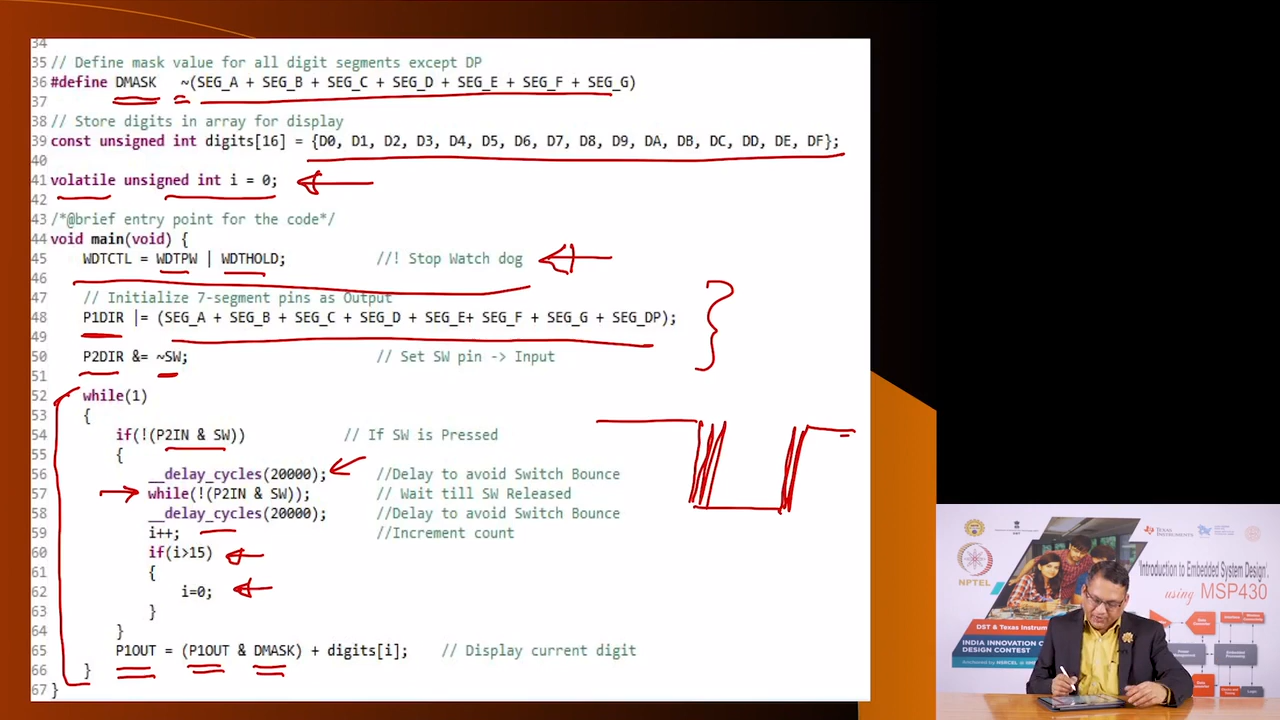 34
35 // Define mask value for all digit segments except DP
36 #define DMASK ~(SEG_A + SEG_B + SEG_C + SEG_D + SEG_E + SEG_F + SEG_G)
37
38 // Store digits in array for display
39 const unsigned int digits[16] = {D0, D1, D2, D3, D4, D5, D6, D7, D8, D9, DA, DB, DC, DD, DE, DF};
40
41 volatile unsigned int i = 0;
42
43 /*@brief entry point for the code*/
44 void main(void) {
45 WDTCTL = WDTPW | WDTHOLD; //! Stop Watch dog
46
47 // Initialize 7-segment pins as Output
48 P1DIR |= (SEG_A + SEG_B + SEG_C + SEG_D + SEG_E+ SEG_F + SEG_G + SEG_DP);
49
50 P2DIR &= ~SW; // Set SW pin -> Input
51
52 while(1)
53 {
54 if(!(P2IN & SW)) // If SW is Pressed
55 {
56 __delay_cycles(20000); //Delay to avoid Switch Bounce
57 while(!(P2IN & SW)); // Wait till SW Released
58 __delay_cycles(20000); //Delay to avoid Switch Bounce
59 i++; //Increment count
60 if(i>15)
61 {
62 i=0;
63 }
64 }
65 P1OUT = (P1OUT & DMASK) + digits[i]; // Display current digit
66 }
67 }
NPTEL
TEXAS INSTRUMENTS
'Introduction to Embedded System Design'
using MSP430
DST & Texas Instrum
INDIA INNOVATION C
DESIGN CONTEST